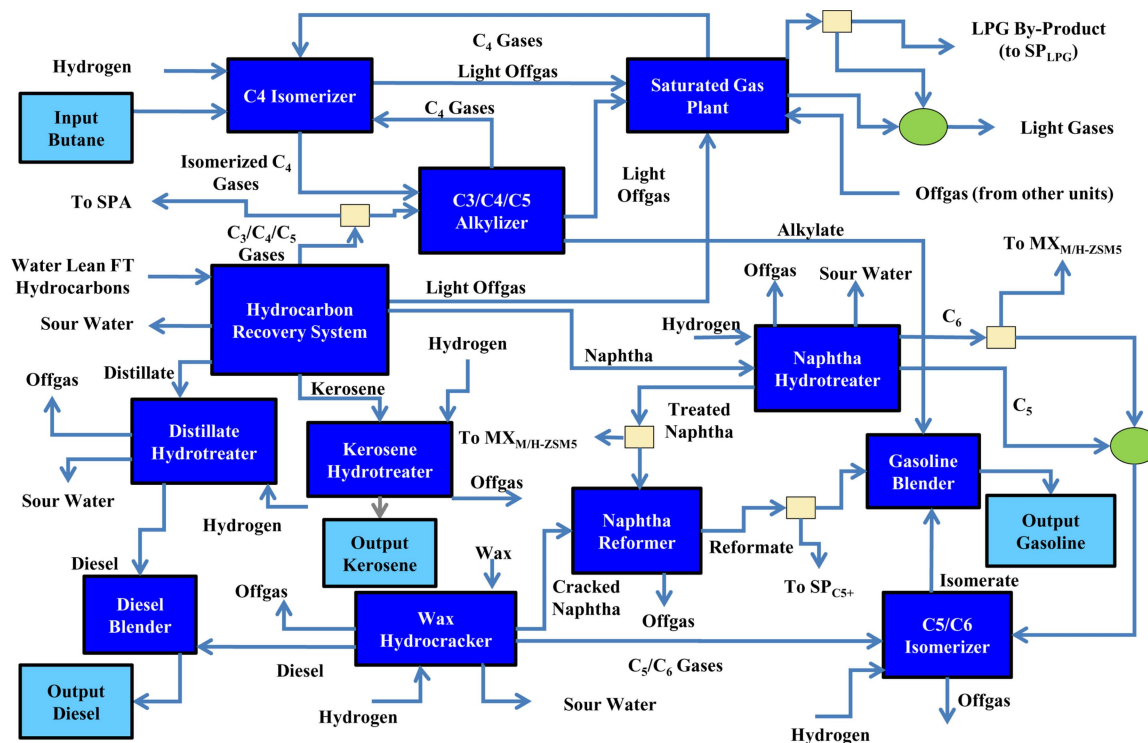 C4 Gases
LPG By-Product
(to SPLPG)
Hydrogen
Light Offgas
C4 Isomerizer
Saturated Gas
Plant
Input
Butane
C4 Gases
Light Gases
Isomerized C4
Gases
Light
Offgas
To SPA
C3/C4/C5
Alkylizer
Offgas (from other units)
C3/C4/C5
Gases
Alkylate
To MXM/H-ZSM5
Water Lean FT
Hydrocarbons
Offgas
Sour Water
Light Offgas
Hydrocarbon
Recovery System
Sour Water
Hydrogen
C6
Hydrogen
Naphtha
Naphtha
Hydrotreater
Offgas
Distillate
Kerosene
C5
Treated
Naphtha
Distillate
Hydrotreater
Kerosene
Hydrotreater
To MXM/H-ZSM5
Gasoline
Blender
Sour Water
Offgas
Hydrogen
Output
Kerosene
Naphtha
Reformer
Reformate
Output
Gasoline
Wax
Diesel
Cracked
Naphtha
To SPC5+
Isomerate
Offgas
Offgas
Diesel
Blender
Wax
Hydrocracker
C5/C6
Isomerizer
Diesel
C5/C6 Gases
Output
Diesel
Hydrogen
Sour Water
Offgas
Hydrogen